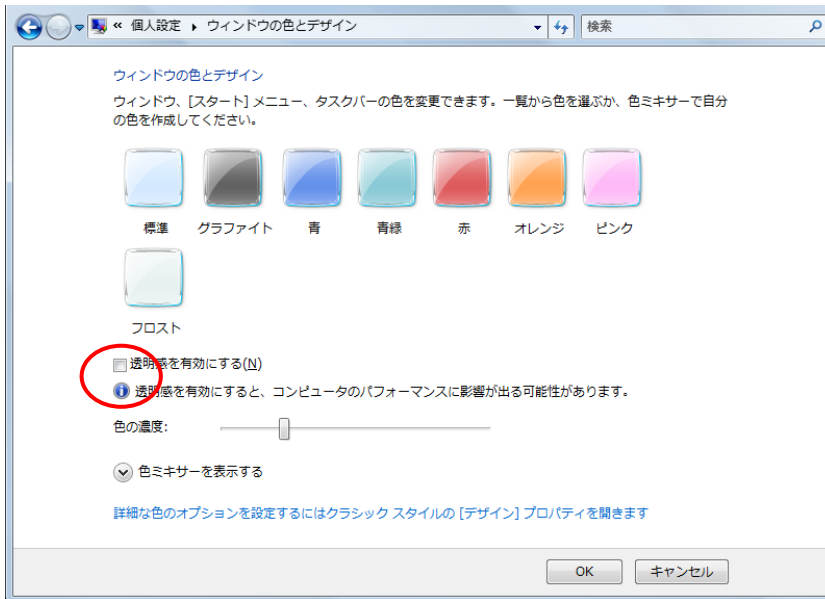 « 個人設定 ▸ ウィンドウの色とデザイン 検索
ウィンドウの色とデザイン
ウィンドウ、[スタート] メニュー、タスクバーの色を変更できます。一覧から色を選ぶか、色ミキサーで自分
の色を作成してください。
標準 グラファイト 青 青緑 赤 オレンジ ピンク
フロスト
透明感を有効にする(N)
透明感を有効にすると、コンピュータのパフォーマンスに影響が出る可能性があります。
色の濃度:
色ミキサーを表示する
詳細な色のオプションを設定するにはクラシック スタイルの [デザイン] プロパティを開きます
OK キャンセル